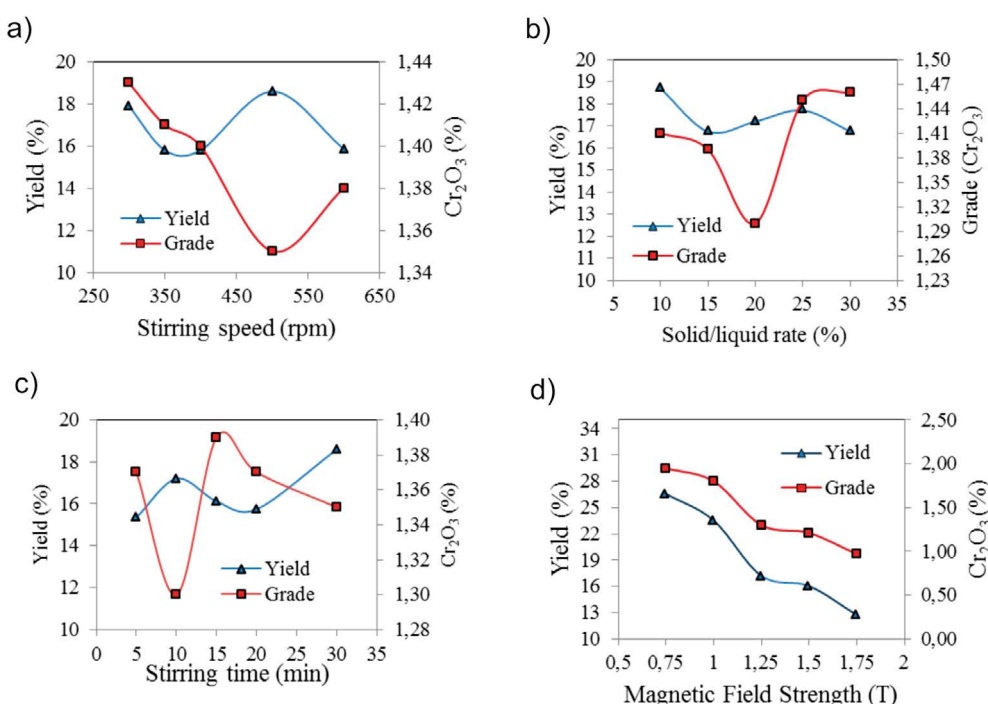 a)
20
18
16
14
12
10
Yield (%)
1,44
1,42
1,40
1,38
1,36
1,34
Cr₂O₃ (%)
Yield
Grade
250 350 450 550 650
Stirring speed (rpm)
b)
20
19
18
17
16
15
14
13
12
11
10
Yield (%)
1,50
1,47
1,44
1,41
1,38
1,35
1,32
1,29
1,26
1,23
Grade (Cr₂O₃)
Yield
Grade
5 10 15 20 25 30 35
Solid/liquid rate (%)
c)
20
18
16
14
12
10
Yield (%)
1,40
1,38
1,36
1,34
1,32
1,30
1,28
Cr₂O₃ (%)
Yield
Grade
0 5 10 15 20 25 30 35
Stirring time (min)
d)
34
31
28
25
22
19
16
13
10
Yield (%)
2,50
2,00
1,50
1,00
0,50
0,00
Cr₂O₃ (%)
Yield
Grade
0,5 0,75 1 1,25 1,5 1,75 2
Magnetic Field Strength (T)